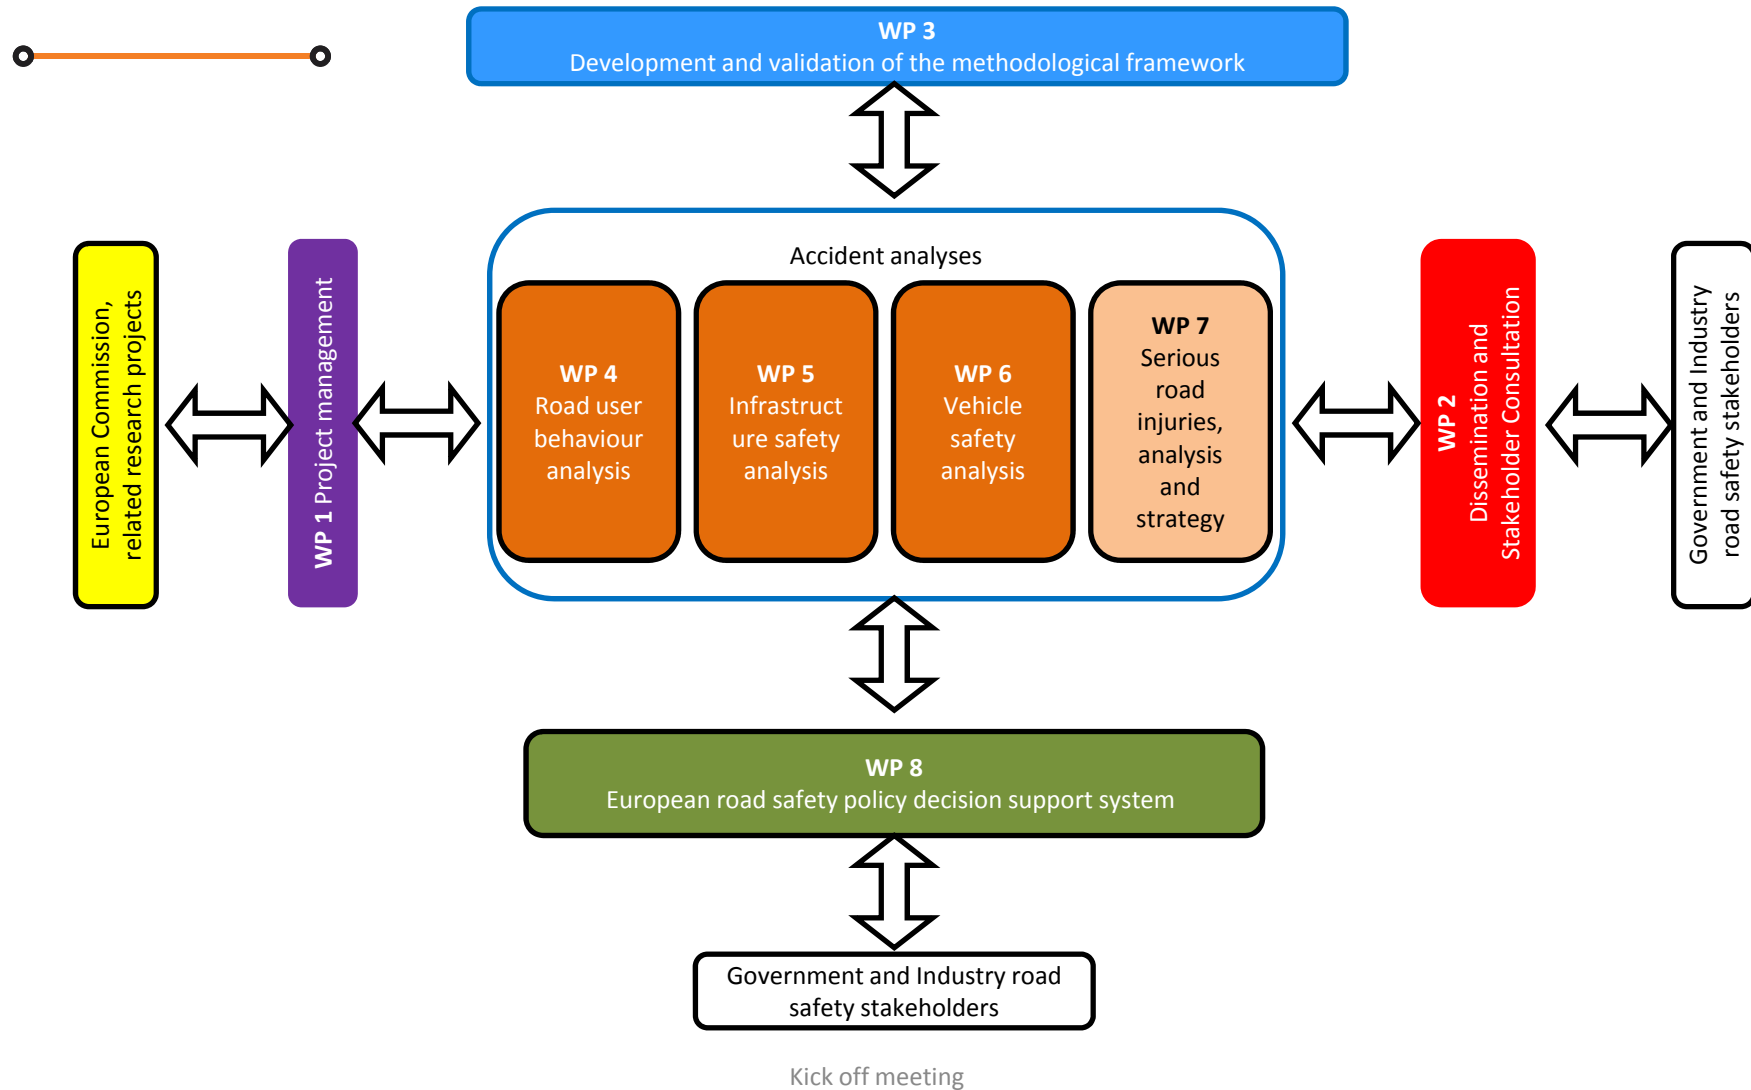 WP 3
Development and validation of the methodological framework
European Commission,
related research projects
WP 1 Project management
Accident analyses
WP 4
Road user
behaviour
analysis
WP 5
Infrastruct
ure safety
analysis
WP 6
Vehicle
safety
analysis
WP 7
Serious
road
injuries,
analysis
and
strategy
WP 2
Dissemination and
Stakeholder Consultation
Government and Industry
road safety stakeholders
WP 8
European road safety policy decision support system
Government and Industry road
safety stakeholders
Kick off meeting